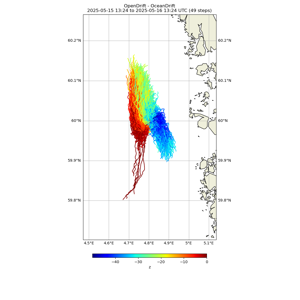 OpenDrift - OceanDrift
2025-05-15 13:24 to 2025-05-16 13:24 UTC (49 steps)
60.2°N 60.2°N
60.1°N 60.1°N
60°N 60°N
59.9°N 59.9°N
59.8°N 59.8°N
4.5°E 4.6°E 4.7°E 4.8°E 4.9°E 5°E 5.1°E
−40 −30 −20 −10 0
z